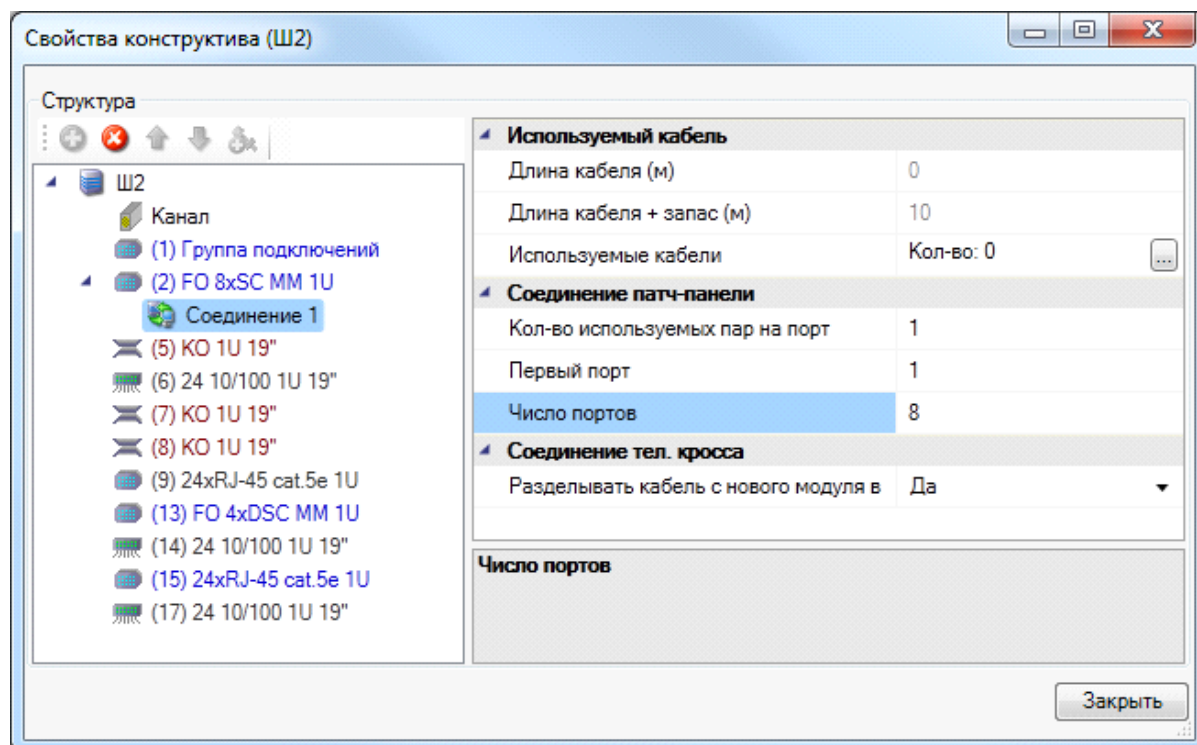 Свойства конструктива (Ш2)
Структура
Ш2
Канал
(1) Группа подключений
(2) FO 8xSC MM 1U
Соединение 1
(5) КО 1U 19"
(6) 24 10/100 1U 19"
(7) КО 1U 19"
(8) КО 1U 19"
(9) 24xRJ-45 cat.5e 1U
(13) FO 4xDSC MM 1U
(14) 24 10/100 1U 19"
(15) 24xRJ-45 cat.5e 1U
(17) 24 10/100 1U 19"
Используемый кабель
Длина кабеля (м) 0
Длина кабеля + запас (м) 10
Используемые кабели Кол-во: 0 ...
Соединение патч-панели
Кол-во используемых пар на порт 1
Первый порт 1
Число портов 8
Соединение тел. кросса
Разделывать кабель с нового модуля в Да
Число портов
Закрыть